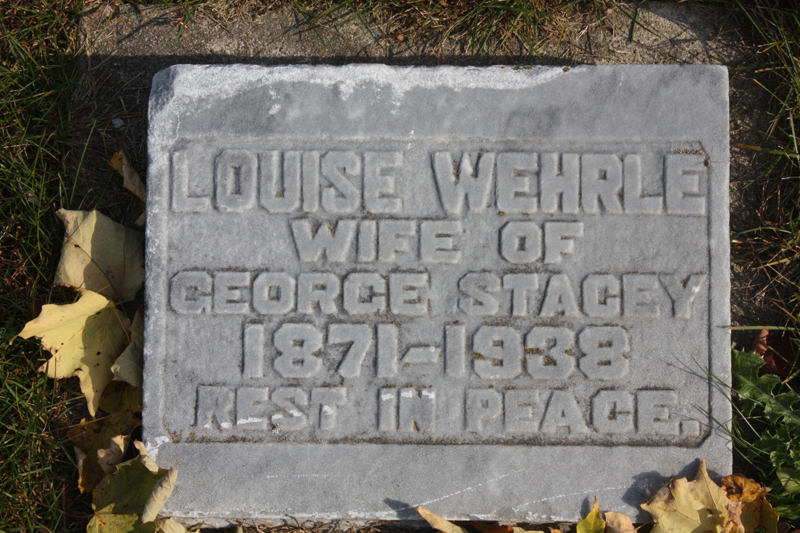 LOUISE WEHRLE
WIFE OF
GEORGE STACEY
1871-1938
REST IN PEACE.